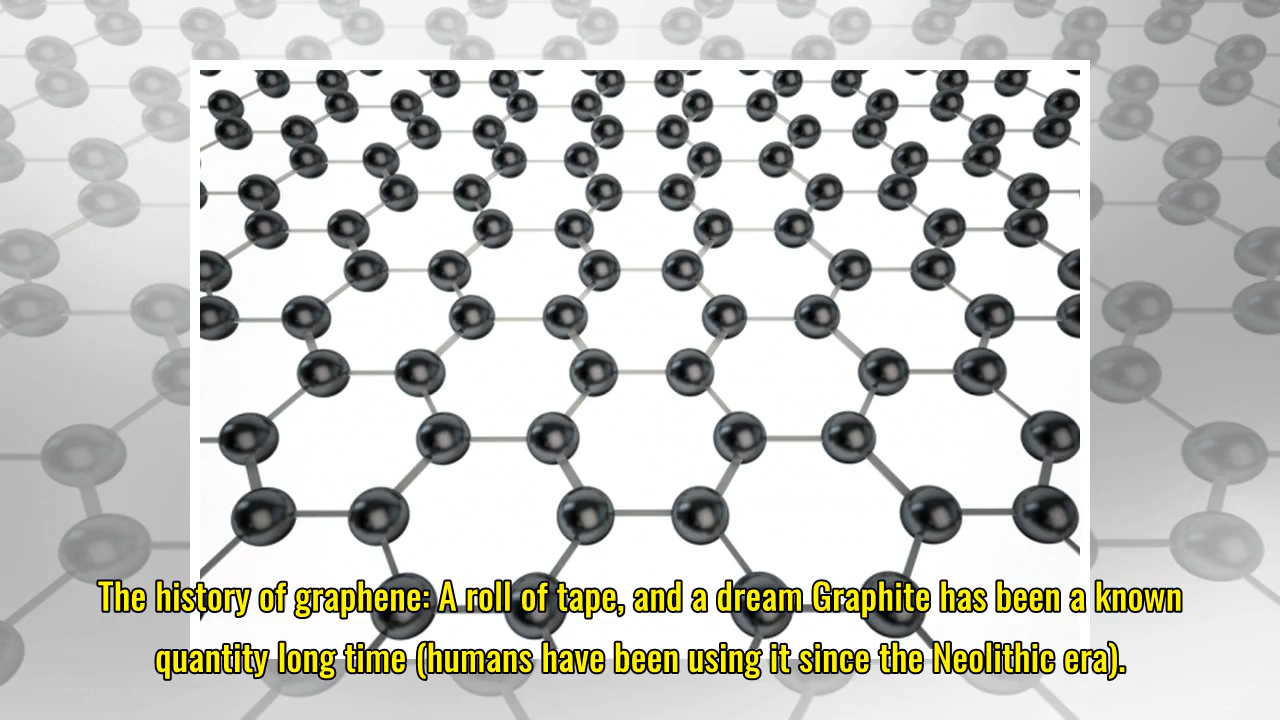 The history of graphene: A roll of tape, and a dream Graphite has been a known
quantity long time (humans have been using it since the Neolithic era).